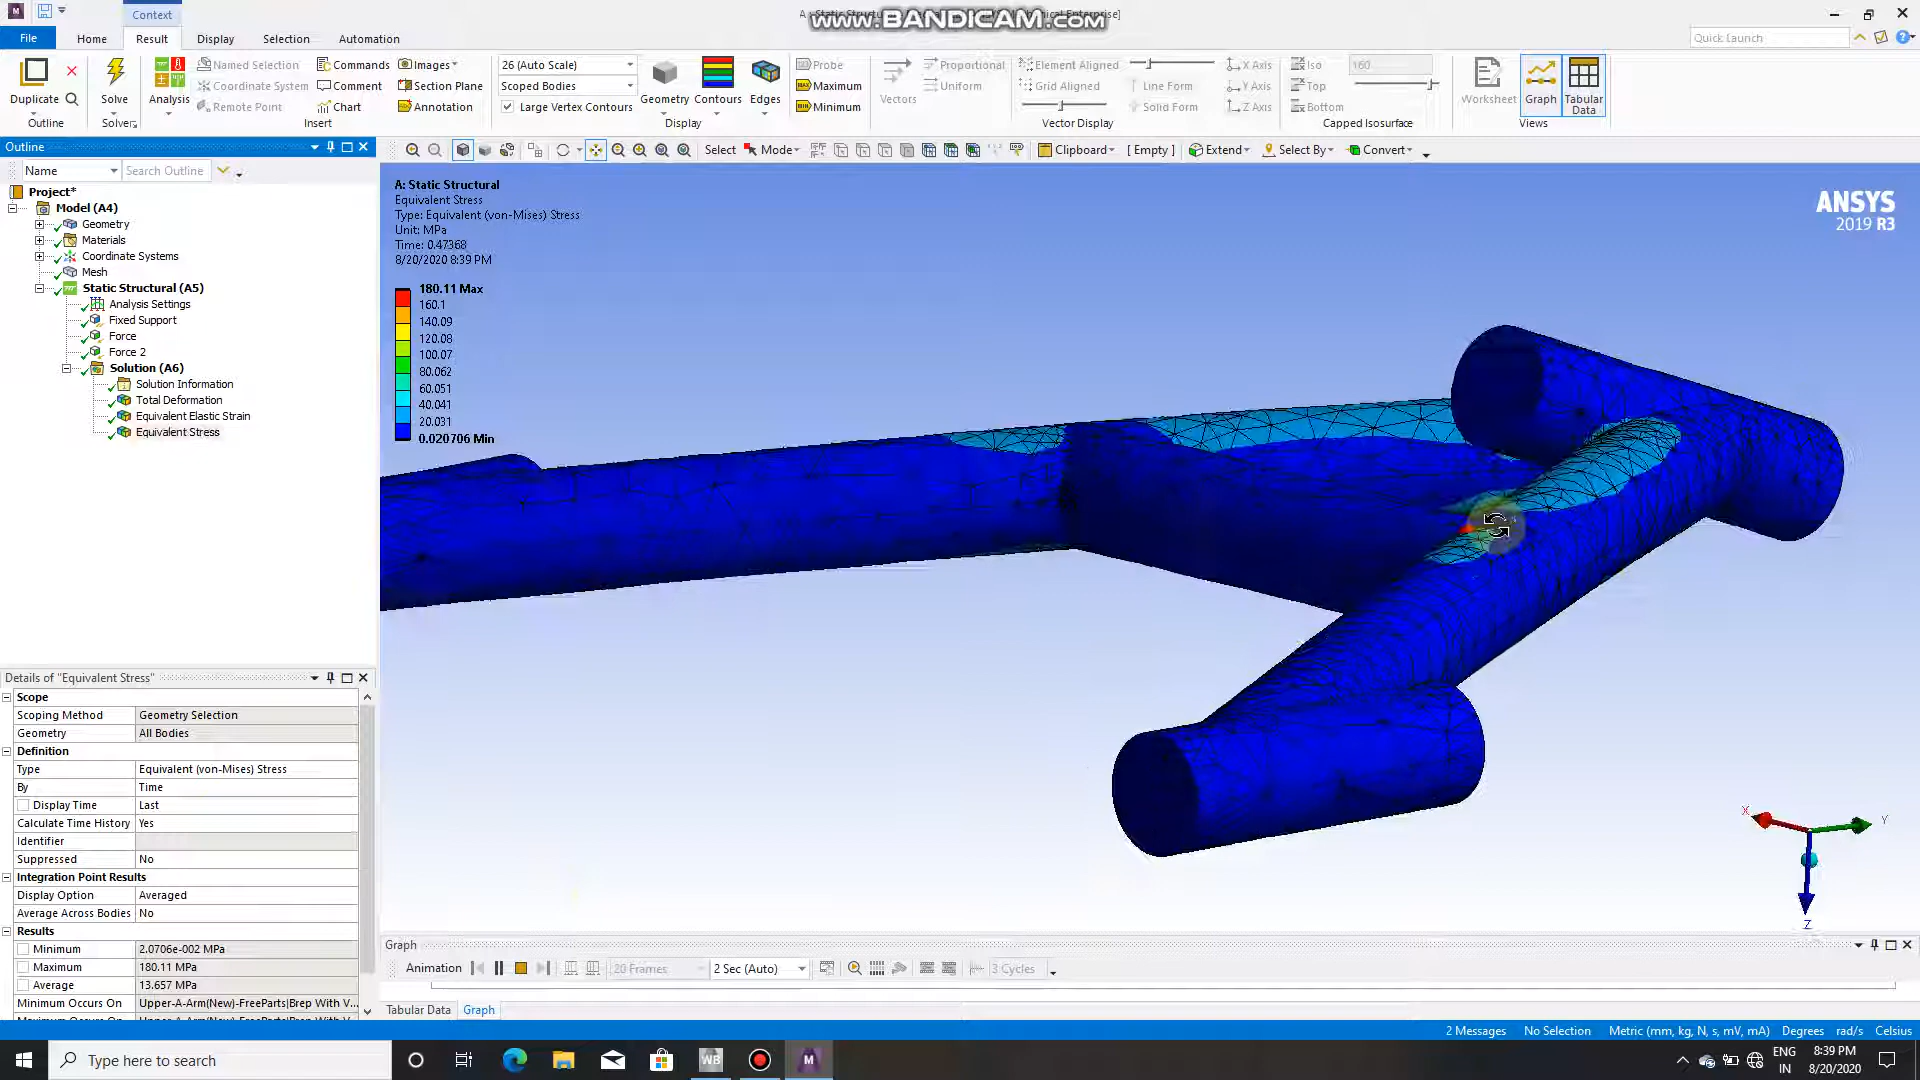 Context
A : Static Structural
www.BANDICAM.com
File Home Result Display Selection Automation
Quick Launch
Duplicate
Solve
Analysis
Named Selection
Coordinate System
Remote Point
Commands
Comment
Chart
Images
Section Plane
Annotation
26 (Auto Scale)
Scoped Bodies
Large Vertex Contours
Geometry
Contours
Edges
Probe
Maximum
Minimum
Vectors
Proportional
Uniform
Element Aligned
Grid Aligned
Line Form
Solid Form
X Axis
Y Axis
Z Axis
Iso
Top
Bottom
160
Worksheet
Graph
Tabular
Data
Outline Solver Insert Display Vector Display Capped Isosurface Views
Outline
Select Mode Clipboard [ Empty ] Extend Select By Convert
Name Search Outline
Project*
Model (A4)
Geometry
Materials
Coordinate Systems
Mesh
Static Structural (A5)
Analysis Settings
Fixed Support
Force
Force 2
Solution (A6)
Solution Information
Total Deformation
Equivalent Elastic Strain
Equivalent Stress
A: Static Structural
Equivalent Stress
Type: Equivalent (von-Mises) Stress
Unit: MPa
Time: 0.47368
8/20/2020 8:39 PM
180.11 Max
160.1
140.09
120.08
100.07
80.062
60.051
40.041
20.031
0.020706 Min
ANSYS
2019 R3
X
Y
Z
Details of "Equivalent Stress"
Scope
Scoping Method Geometry Selection
Geometry All Bodies
Definition
Type Equivalent (von-Mises) Stress
By Time
Display Time Last
Calculate Time History Yes
Identifier
Suppressed No
Integration Point Results
Display Option Averaged
Average Across Bodies No
Results
Minimum 2.0706e-002 MPa
Maximum 180.11 MPa
Average 13.657 MPa
Minimum Occurs On Upper-A-Arm(New)-FreeParts|Brep With V...
Graph
Animation 20 Frames 2 Sec (Auto) 3 Cycles
Tabular Data Graph
2 Messages No Selection Metric (mm, kg, N, s, mV, mA) Degrees rad/s Celsius
Type here to search
WB
M
ENG
IN
8:39 PM
8/20/2020